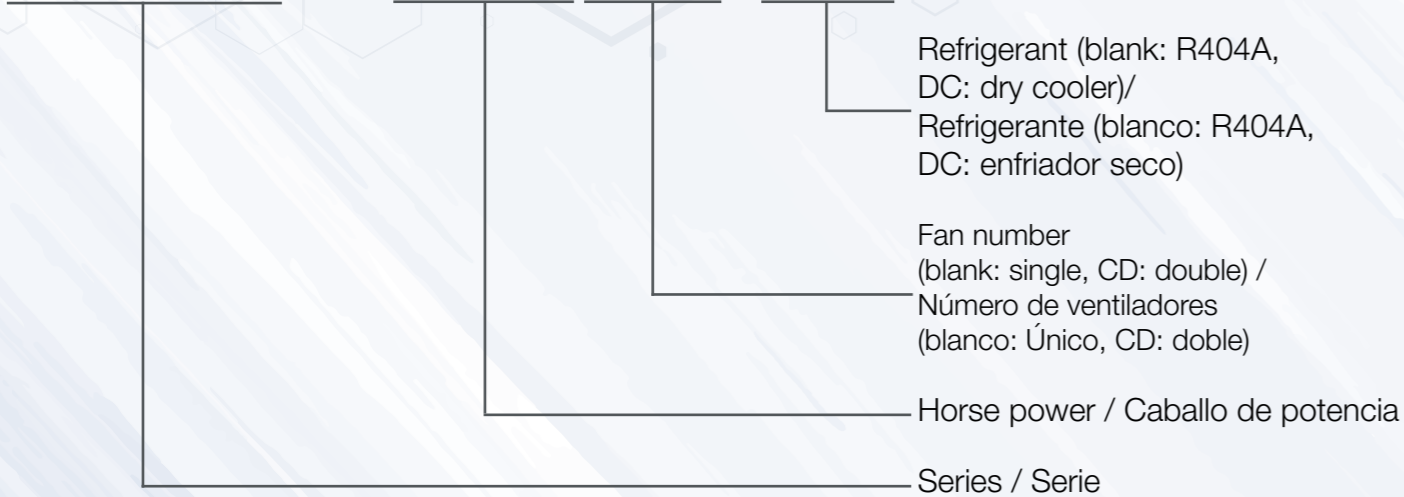 Refrigerant (blank: R404A,
DC: dry cooler)/
Refrigerante (blanco: R404A,
DC: enfriador seco)
Fan number
(blank: single, CD: double) /
Número de ventiladores
(blanco: Único, CD: doble)
Horse power / Caballo de potencia
Series / Serie